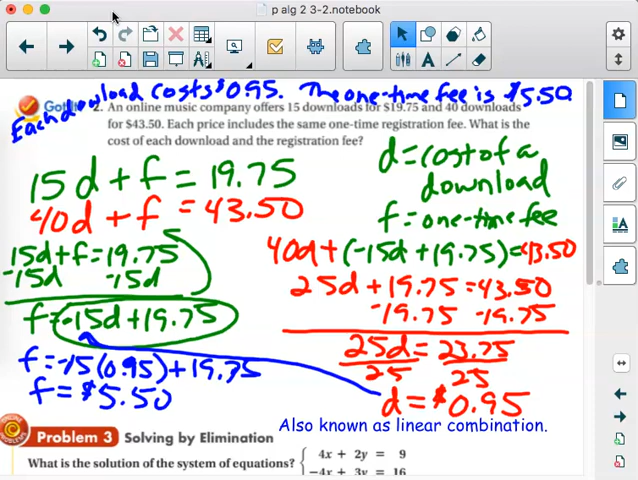 p alg 2 3-2.notebook
Each download costs $0.95. The one-time fee is $5.50.
Got It? 2. An online music company offers 15 downloads for $19.75 and 40 downloads
for $43.50. Each price includes the same one-time registration fee. What is the
cost of each download and the registration fee?
15d + f = 19.75
40d + f = 43.50
d = cost of a
download
f = one-time fee
15d + f = 19.75
-15d -15d
f = -15d + 19.75
f = -15(0.95) + 19.75
f = $5.50
40d + (-15d + 19.75) = 43.50
25d + 19.75 = 43.50
-19.75 -19.75
25d = 23.75
25 25
d = $0.95
Also known as linear combination.
Problem 3 Solving by Elimination
What is the solution of the system of equations? { 4x + 2y = 9
-4x + 3y = 16